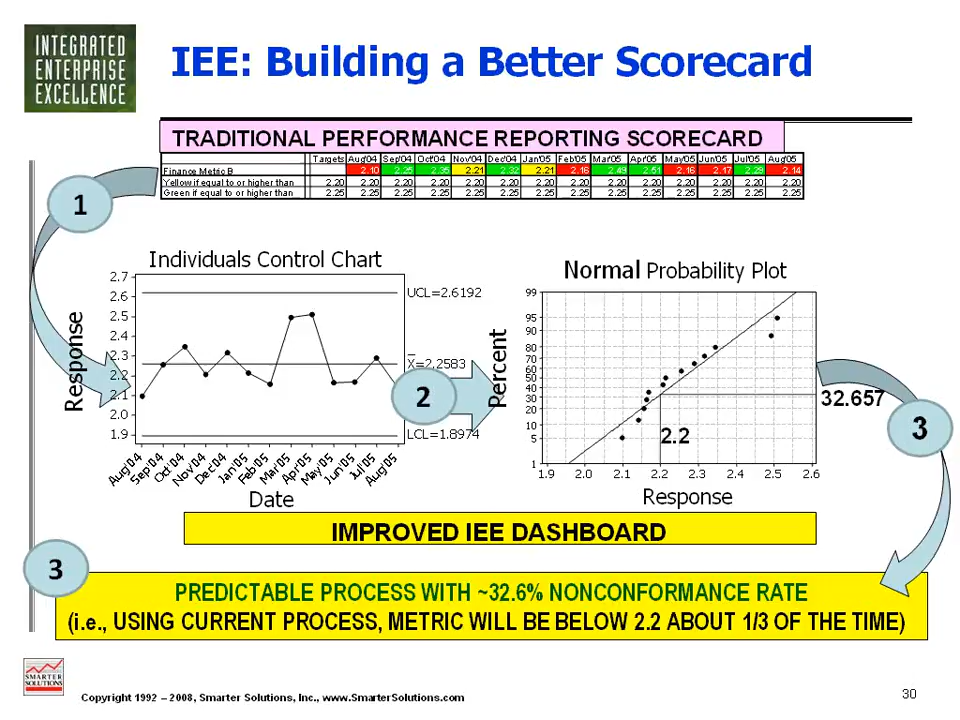 INTEGRATED
ENTERPRISE
EXCELLENCE
IEE: Building a Better Scorecard
TRADITIONAL PERFORMANCE REPORTING SCORECARD
Targets Aug'04 Sep'04 Oct'04 Nov'04 Dec'04 Jan'05 Feb'05 Mar'05 Apr'05 May'05 Jun'05 Jul'05 Aug'05
Finance Metric B 2.10 2.25 2.35 2.21 2.32 2.21 2.16 2.49 2.51 2.16 2.17 2.29 2.14
Yellow if equal to or higher than 2.20 2.20 2.20 2.20 2.20 2.20 2.20 2.20 2.20 2.20 2.20 2.20 2.20 2.20
Green if equal to or higher than 2.25 2.25 2.25 2.25 2.25 2.25 2.25 2.25 2.25 2.25 2.25 2.25 2.25 2.25
1
Individuals Control Chart
2.7
2.6
2.5
2.4
2.3
2.2
2.1
2.0
1.9
Response
UCL=2.6192
X=2.2583
LCL=1.8974
Aug'04 Sep'04 Oct'04 Nov'04 Dec'04 Jan'05 Feb'05 Mar'05 Apr'05 May'05 Jun'05 Jul'05 Aug'05
Date
2
Normal Probability Plot
Percent
99
95
90
80
70
60
50
40
30
20
10
5
1
32.657
2.2
1.9 2.0 2.1 2.2 2.3 2.4 2.5 2.6
Response
3
IMPROVED IEE DASHBOARD
3
PREDICTABLE PROCESS WITH ~32.6% NONCONFORMANCE RATE
(i.e., USING CURRENT PROCESS, METRIC WILL BE BELOW 2.2 ABOUT 1/3 OF THE TIME)
SMARTER
SOLUTIONS
Copyright 1992 – 2008, Smarter Solutions, Inc., www.SmarterSolutions.com
30